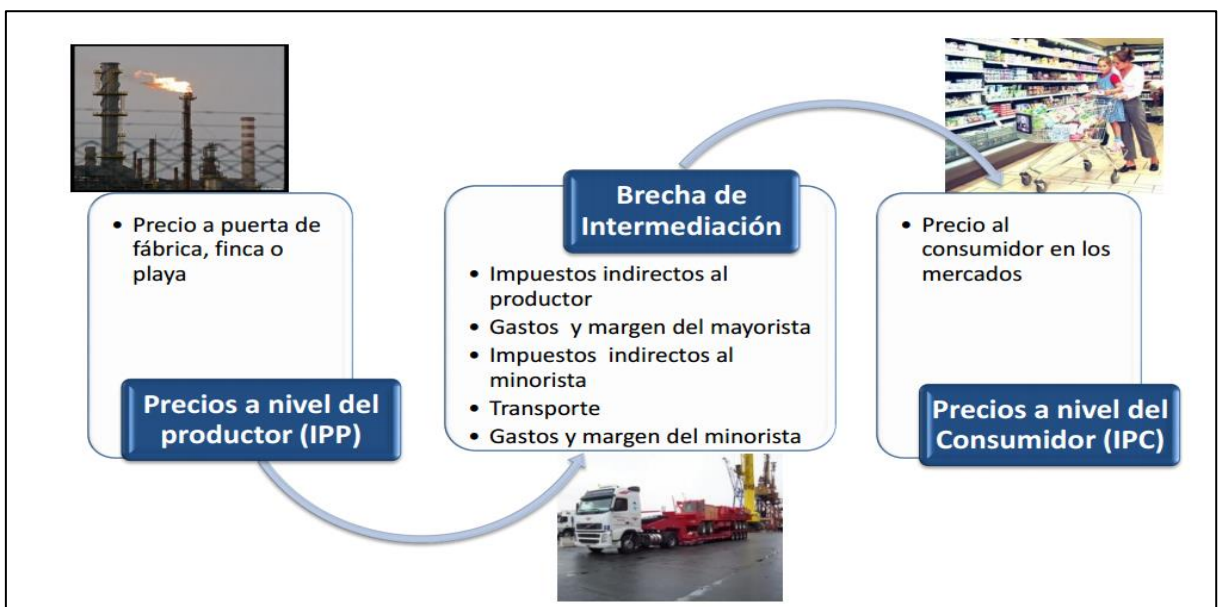 • Precio a puerta de
fábrica, finca o
playa
Precios a nivel del
productor (IPP)
Brecha de
Intermediación
• Impuestos indirectos al
productor
• Gastos y margen del mayorista
• Impuestos indirectos al
minorista
• Transporte
• Gastos y margen del minorista
• Precio al
consumidor en los
mercados
Precios a nivel del
Consumidor (IPC)